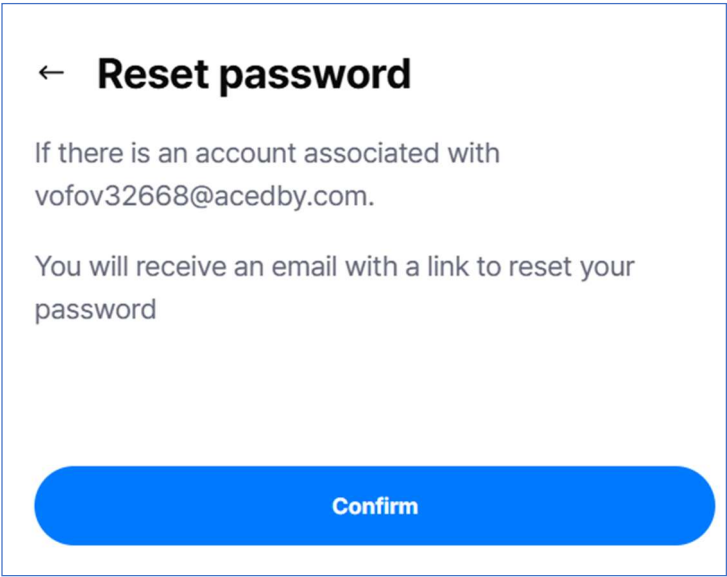 ← Reset password
If there is an account associated with
vofov32668@acedby.com.
You will receive an email with a link to reset your
password
Confirm